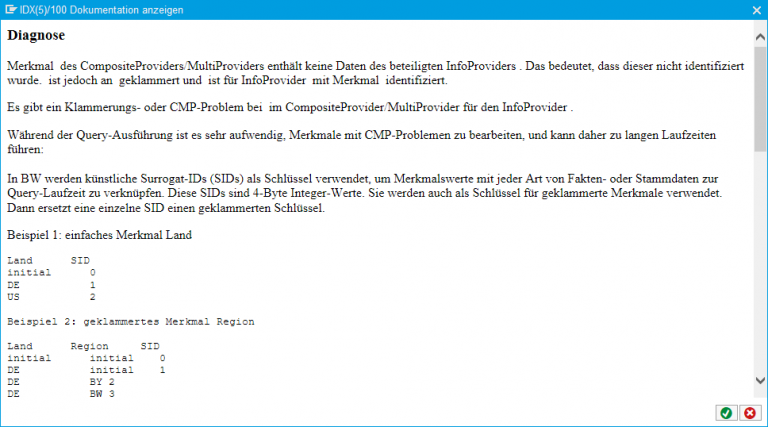 IDX(5)/100 Dokumentation anzeigen
Diagnose
Merkmal  des CompositeProviders/MultiProviders enthält keine Daten des beteiligten InfoProviders . Das bedeutet, dass dieser nicht identifiziert
wurde.  ist jedoch an  geklammert und  ist für InfoProvider  mit Merkmal  identifiziert.
Es gibt ein Klammerungs- oder CMP-Problem bei  im CompositeProvider/MultiProvider für den InfoProvider .
Während der Query-Ausführung ist es sehr aufwendig, Merkmale mit CMP-Problemen zu bearbeiten, und kann daher zu langen Laufzeiten
führen:
In BW werden künstliche Surrogat-IDs (SIDs) als Schlüssel verwendet, um Merkmalswerte mit jeder Art von Fakten- oder Stammdaten zur
Query-Laufzeit zu verknüpfen. Diese SIDs sind 4-Byte Integer-Werte. Sie werden auch als Schlüssel für geklammerte Merkmale verwendet.
Dann ersetzt eine einzelne SID einen geklammerten Schlüssel.
Beispiel 1: einfaches Merkmal Land
Land      SID
initial      0
DE           1
US           2
Beispiel 2: geklammertes Merkmal Region
Land      Region     SID
initial      initial    0
DE           initial    1
DE           BY 2
DE           BW 3